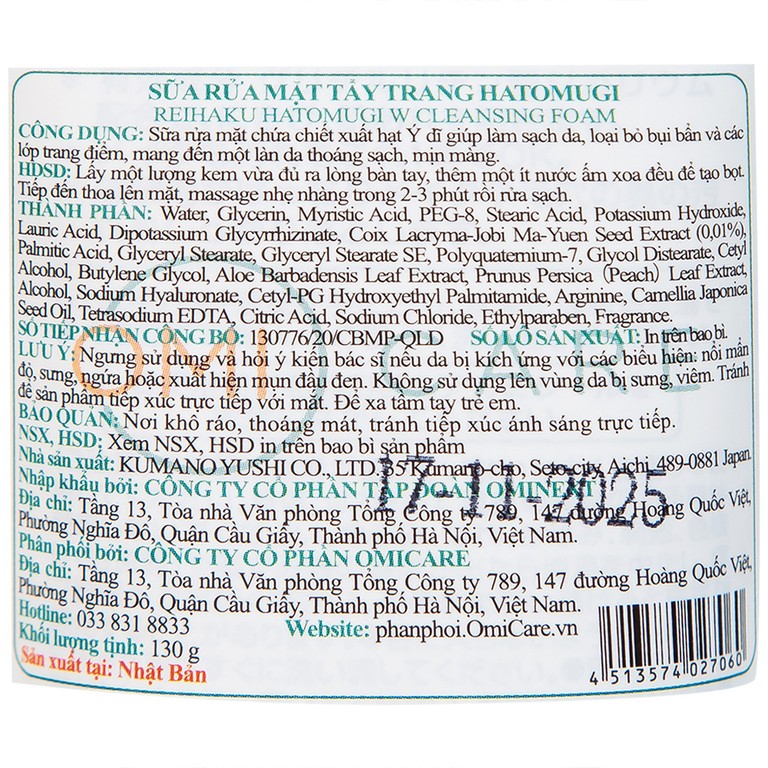 SỮA RỬA MẶT TẨY TRANG HATOMUGI
REIHAKU HATOMUGI W CLEANSING FOAM
CÔNG DỤNG: Sữa rửa mặt chứa chiết xuất hạt Ý dĩ giúp làm sạch da, loại bỏ bụi bẩn và các
lớp trang điểm, mang đến một làn da thoáng sạch, mịn màng.
HDSD: Lấy một lượng kem vừa đủ ra lòng bàn tay, thêm một ít nước ấm xoa đều để tạo bọt.
Tiếp đến thoa lên mặt, massage nhẹ nhàng trong 2-3 phút rồi rửa sạch.
THÀNH PHẦN: Water, Glycerin, Myristic Acid, PEG-8, Stearic Acid, Potassium Hydroxide,
Lauric Acid, Dipotassium Glycyrrhizinate, Coix Lacryma-Jobi Ma-Yuen Seed Extract (0,01%),
Palmitic Acid, Glyceryl Stearate, Glyceryl Stearate SE, Polyquaternium-7, Glycol Distearate, Cetyl
Alcohol, Butylene Glycol, Aloe Barbadensis Leaf Extract, Prunus Persica (Peach) Leaf Extract,
Alcohol, Sodium Hyaluronate, Cetyl-PG Hydroxyethyl Palmitamide, Arginine, Camellia Japonica
Seed Oil, Tetrasodium EDTA, Citric Acid, Sodium Chloride, Ethylparaben, Fragrance.
SỐ TIẾP NHẬN CÔNG BỐ: 130776/20/CBMP-QLD SỐ LÔ SẢN XUẤT: In trên bao bì.
LƯU Ý: Ngưng sử dụng và hỏi ý kiến bác sĩ nếu da bị kích ứng với các biểu hiện: nổi mẩn
đỏ, sưng, ngứa hoặc xuất hiện mụn đầu đen. Không sử dụng lên vùng da bị sưng, viêm. Tránh
để sản phẩm tiếp xúc trực tiếp với mắt. Để xa tầm tay trẻ em.
OMI CARE
BẢO QUẢN: Nơi khô ráo, thoáng mát, tránh tiếp xúc ánh sáng trực tiếp.
NSX, HSD: Xem NSX, HSD in trên bao bì sản phẩm
Nhà sản xuất: KUMANO YUSHI CO., LTD. 35 Kumano-cho, Seto-city, Aichi, 489-0881 Japan.
17-11-2025
Nhập khẩu bởi: CÔNG TY CỔ PHẦN TẬP ĐOÀN OMINEXT
Địa chỉ: Tầng 13, Tòa nhà Văn phòng Tổng Công ty 789, 147 đường Hoàng Quốc Việt,
Phường Nghĩa Đô, Quận Cầu Giấy, Thành phố Hà Nội, Việt Nam.
Phân phối bởi: CÔNG TY CỔ PHẦN OMICARE
Địa chỉ: Tầng 13, Tòa nhà Văn phòng Tổng Công ty 789, 147 đường Hoàng Quốc Việt,
Phường Nghĩa Đô, Quận Cầu Giấy, Thành phố Hà Nội, Việt Nam.
Hotline: 033 831 8833 Website: phanphoi.OmiCare.vn
Khối lượng tịnh: 130 g
Sản xuất tại: Nhật Bản
4 513574 027060